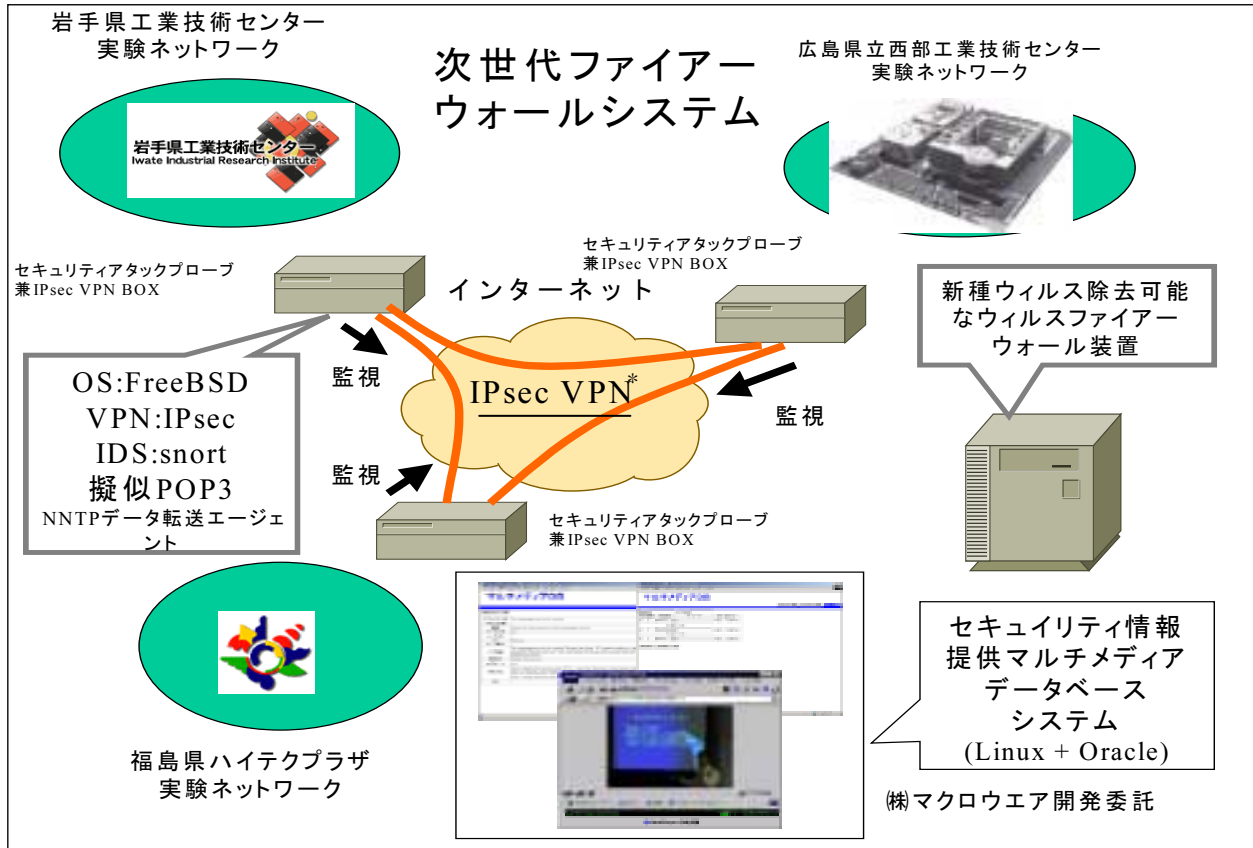 岩手県工業技術センター
実験ネットワーク
次世代ファイアー
ウォールシステム
広島県立西部工業技術センター
実験ネットワーク
岩手県工業技術センター
Iwate Industrial Research Institute
セキュリティアタックプローブ
兼IPsec VPN BOX
セキュリティアタックプローブ
兼IPsec VPN BOX
インターネット
新種ウィルス除去可能
なウィルスファイアー
ウォール装置
監視
OS:FreeBSD
VPN:IPsec
IDS:snort
擬似POP3
NNTPデータ転送エージェ
ント
IPsec VPN*
監視
監視
セキュリティアタックプローブ
兼IPsec VPN BOX
福島県ハイテクプラザ
実験ネットワーク
セキュイリティ情報
提供マルチメディア
データベース
システム
(Linux + Oracle)
㈱マクロウエア開発委託